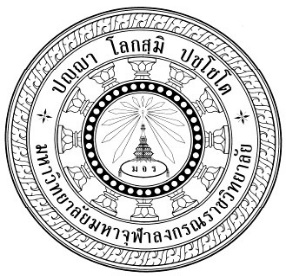 ปญฺญา โลกสฺมิ ปชฺโชโต
มจร
มหาวิทยาลัยมหาจุฬาลงกรณราชวิทยาลัย